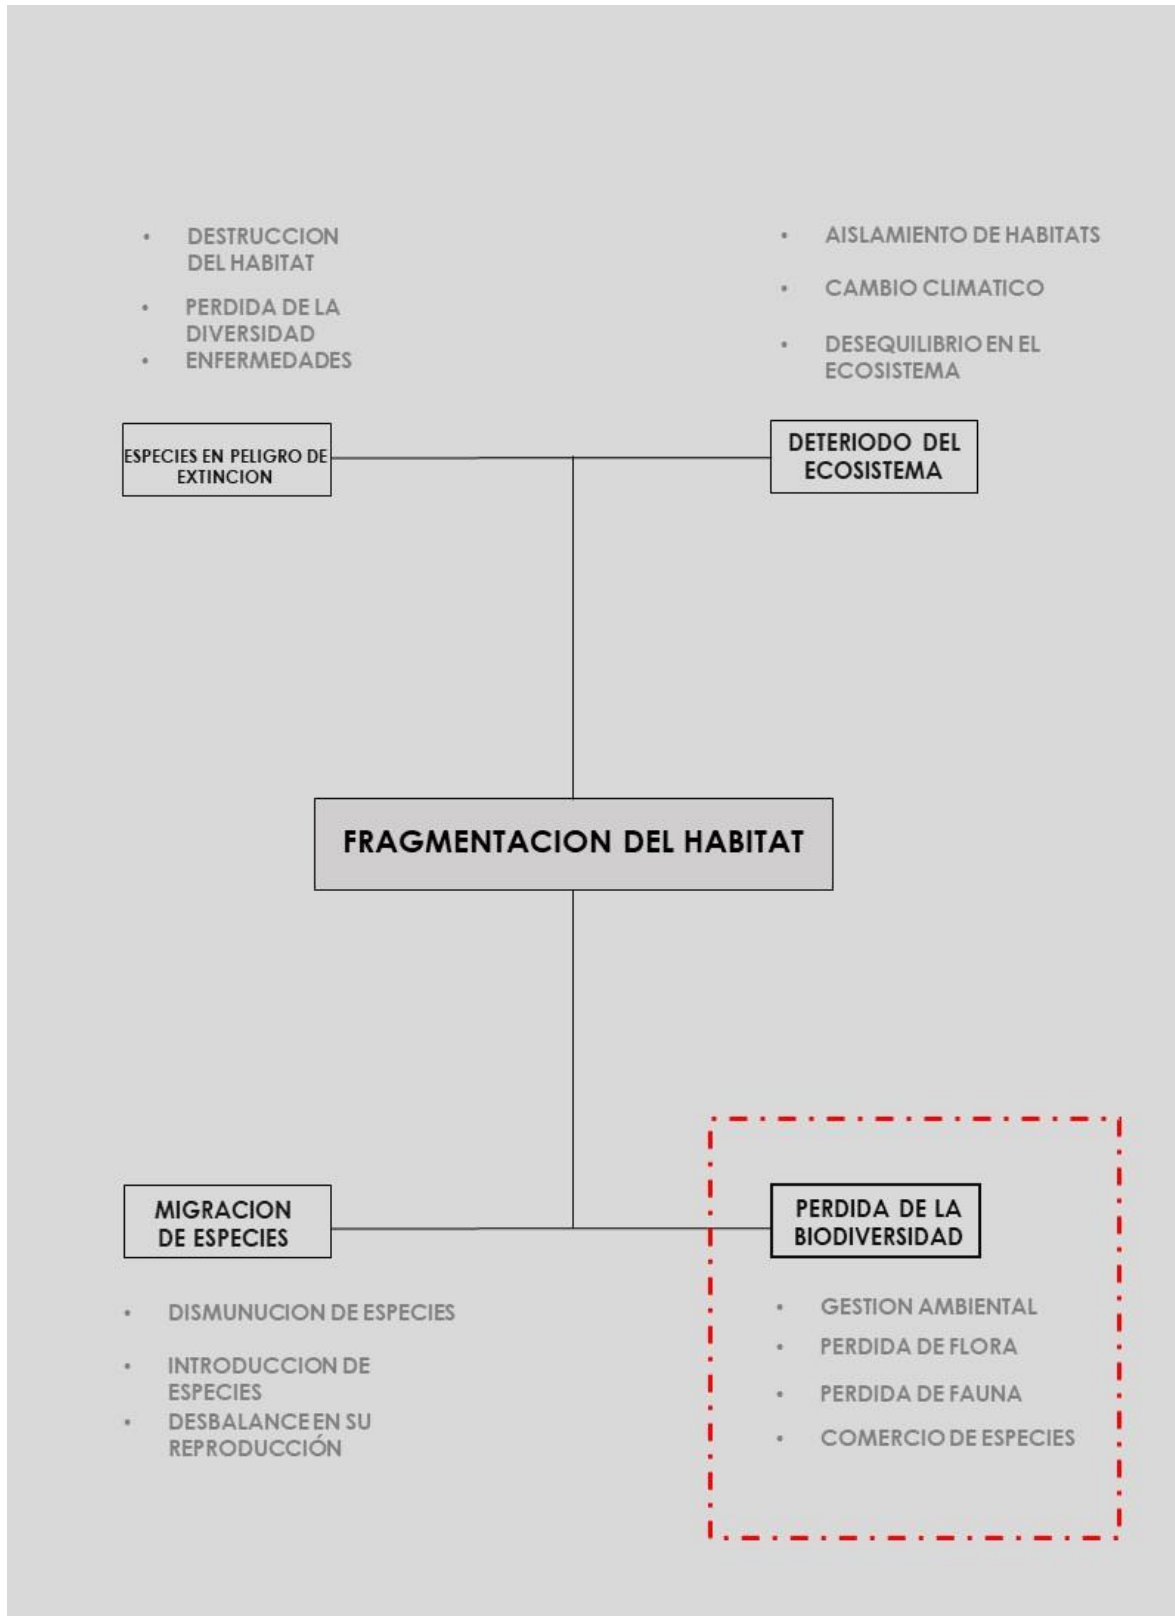 • DESTRUCCION
DEL HABITAT
• PERDIDA DE LA
DIVERSIDAD
• ENFERMEDADES
ESPECIES EN PELIGRO DE
EXTINCION
• AISLAMIENTO DE HABITATS
• CAMBIO CLIMATICO
• DESEQUILIBRIO EN EL
ECOSISTEMA
DETERIODO DEL
ECOSISTEMA
FRAGMENTACION DEL HABITAT
MIGRACION
DE ESPECIES
• DISMUNUCION DE ESPECIES
• INTRODUCCION DE
ESPECIES
• DESBALANCE EN SU
REPRODUCCIÓN
PERDIDA DE LA
BIODIVERSIDAD
• GESTION AMBIENTAL
• PERDIDA DE FLORA
• PERDIDA DE FAUNA
• COMERCIO DE ESPECIES